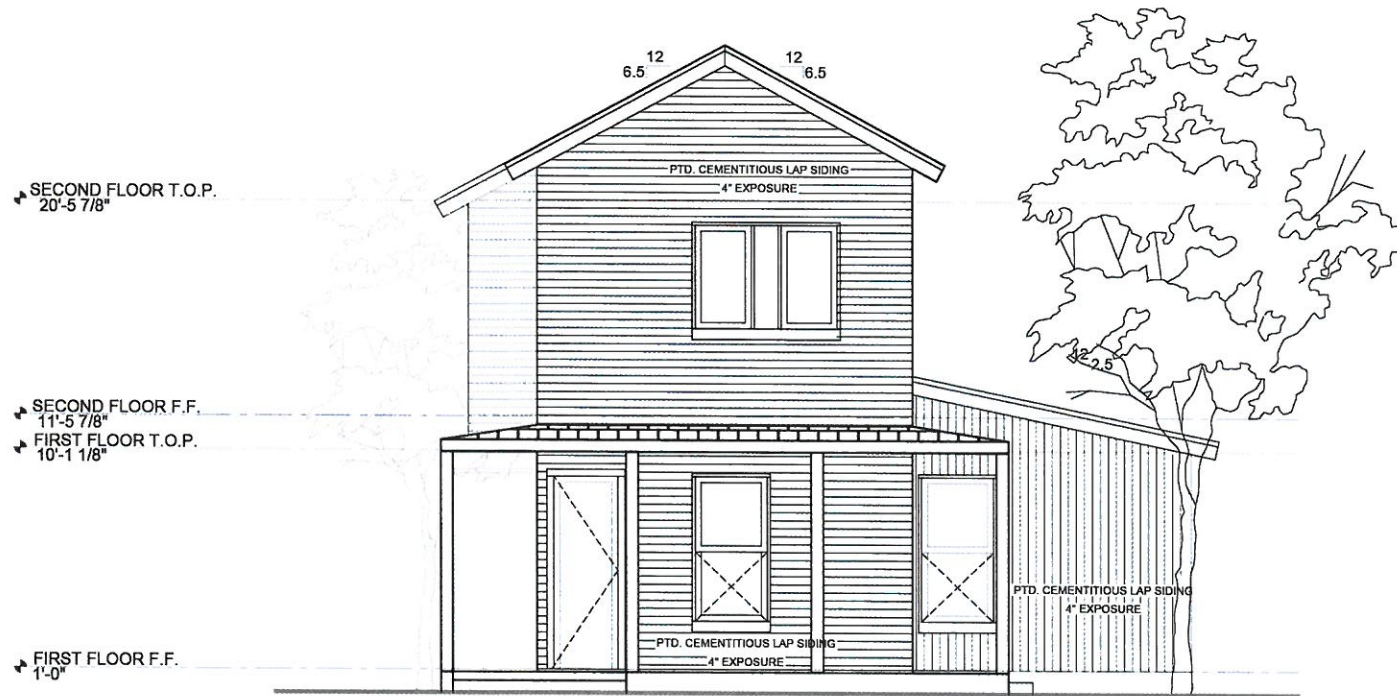 12
6.5
12
6.5
PTD. CEMENTITIOUS LAP SIDING
4" EXPOSURE
SECOND FLOOR T.O.P.
20'-5 7/8"
12
2.5
SECOND FLOOR F.F.
11'-5 7/8"
FIRST FLOOR T.O.P.
10'-1 1/8"
PTD. CEMENTITIOUS LAP SIDING
4" EXPOSURE
PTD. CEMENTITIOUS LAP SIDING
4" EXPOSURE
FIRST FLOOR F.F.
1'-0"